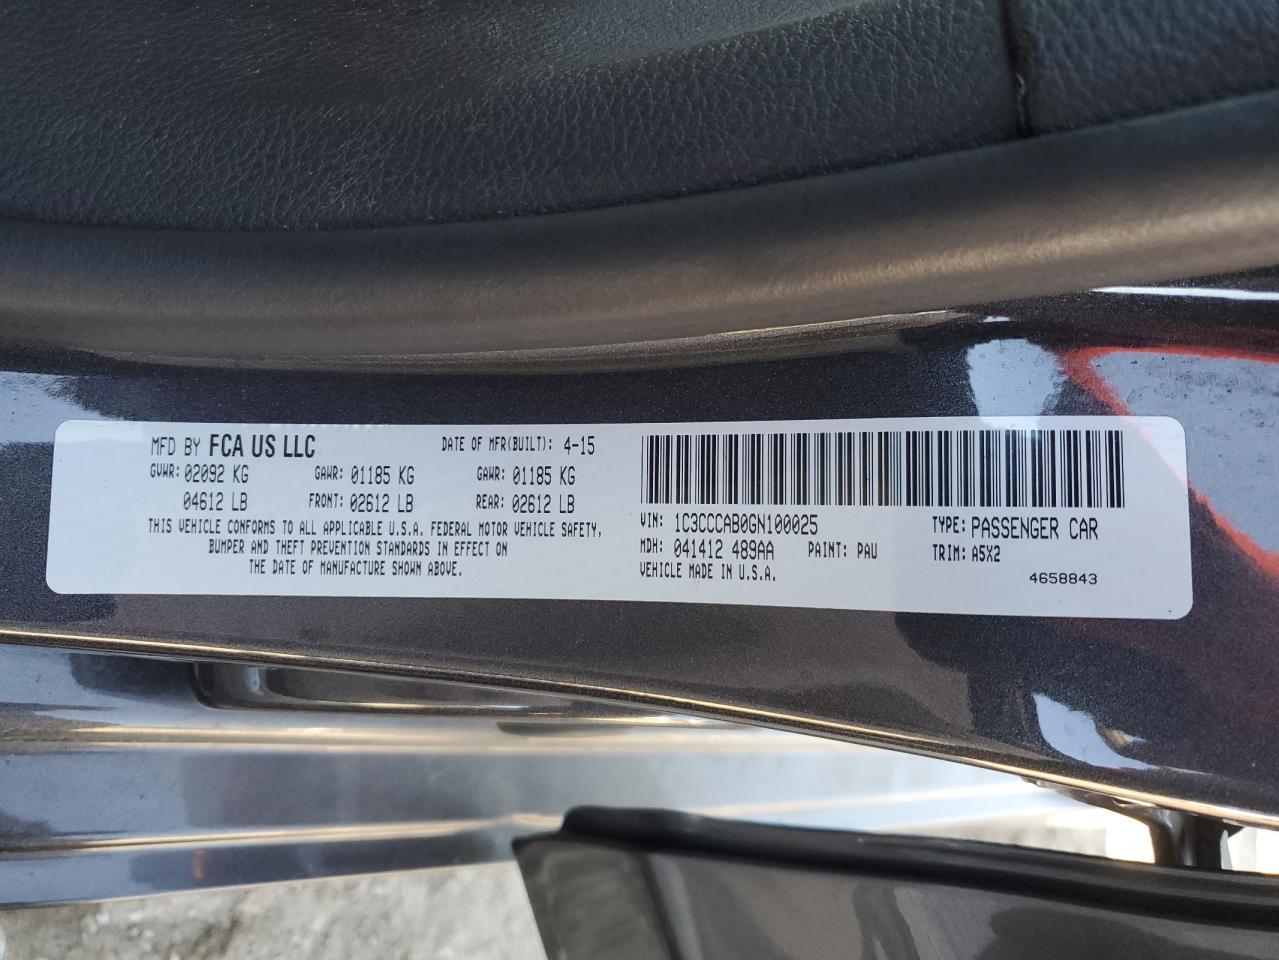 MFD BY FCA US LLC DATE OF MFR(BUILT): 4-15
GVWR: 02092 KG GAWR: 01185 KG GAWR: 01185 KG
04612 LB FRONT: 02612 LB REAR: 02612 LB
THIS VEHICLE CONFORMS TO ALL APPLICABLE U.S.A. FEDERAL MOTOR VEHICLE SAFETY,
BUMPER AND THEFT PREVENTION STANDARDS IN EFFECT ON
THE DATE OF MANUFACTURE SHOWN ABOVE.
VIN: 1C3CCCAB0GN100025 TYPE: PASSENGER CAR
MDH: 041412 489AA PAINT: PAU TRIM: A5X2
VEHICLE MADE IN U.S.A. 4658843